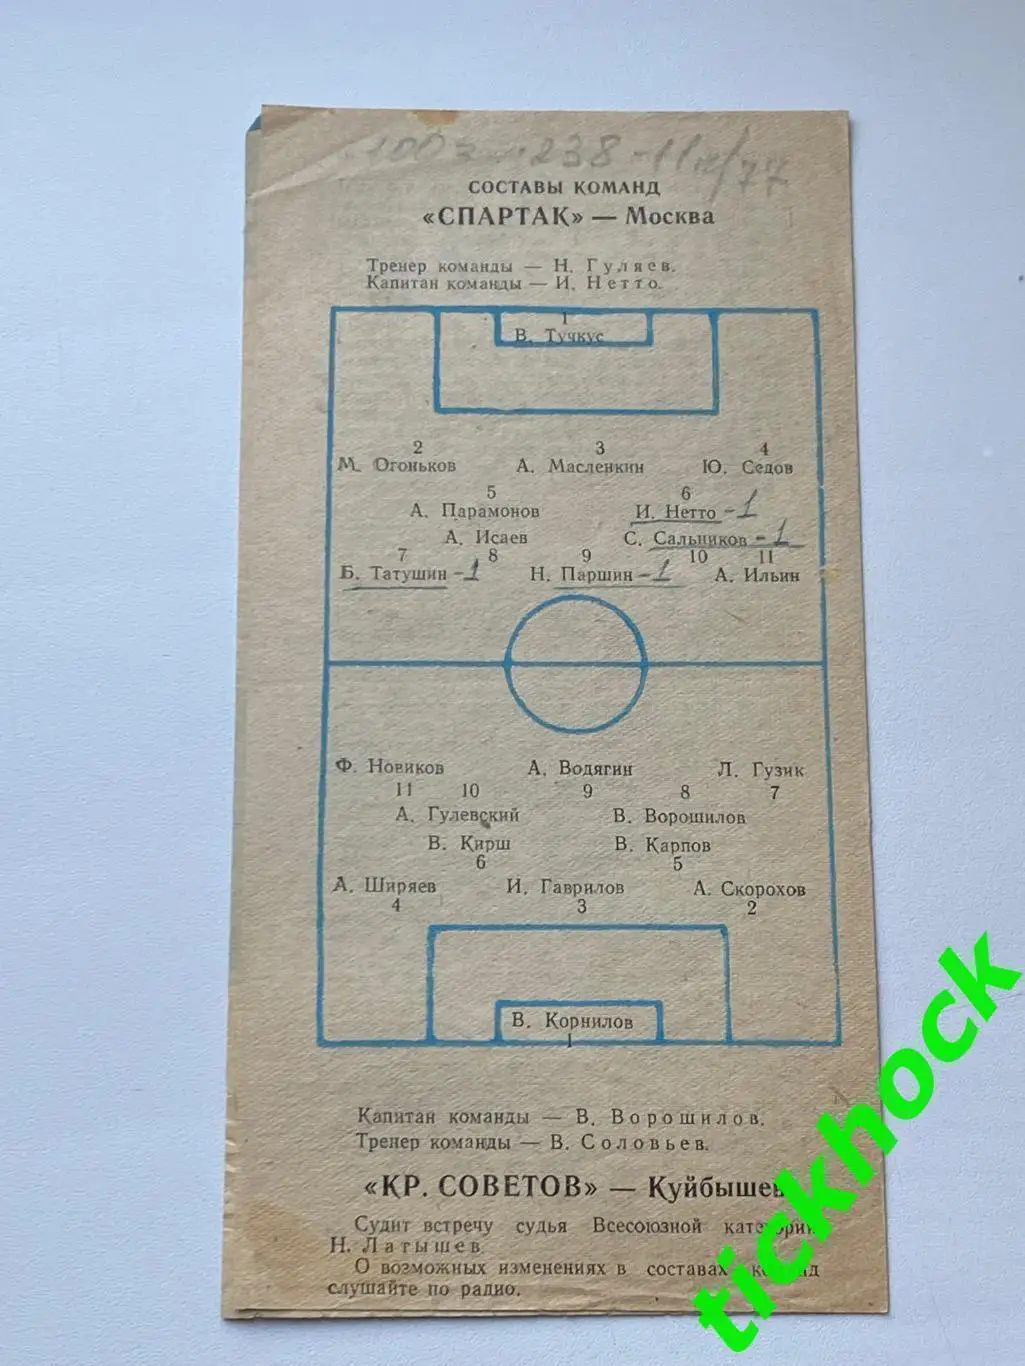 1003 - 238 - 11
77
СОСТАВЫ КОМАНД
«СПАРТАК» — Москва
Тренер команды — Н. Гуляев.
Капитан команды — И. Нетто.
1
В. Тучкус
2 3 4
М. Огоньков А. Масленкин Ю. Седов
5 6
А. Парамонов И. Нетто -1
А. Исаев С. Сальников -1
7 8 9 10 11
Б. Татушин -1 Н. Паршин -1 А. Ильин
Ф. Новиков А. Водягин Л. Гузик
11 10 9 8 7
А. Гулевский В. Ворошилов
В. Кирш В. Карпов
6 5
А. Ширяев И. Гаврилов А. Скорохов
4 3 2
В. Корнилов
1
Капитан команды — В. Ворошилов.
Тренер команды — В. Соловьев.
«КР. СОВЕТОВ» — Куйбышев
Судит встречу судья Всесоюзной категории
Н. Латышев.
О возможных изменениях в составах команд
слушайте по радио.
tickhock